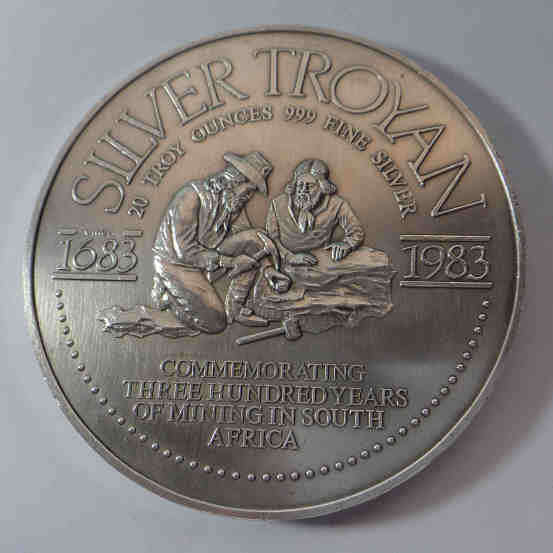 SILVER TROYAN
20 TROY OUNCES 999 FINE SILVER
1683
1983
COMMEMORATING
THREE HUNDRED YEARS
OF MINING IN SOUTH
AFRICA